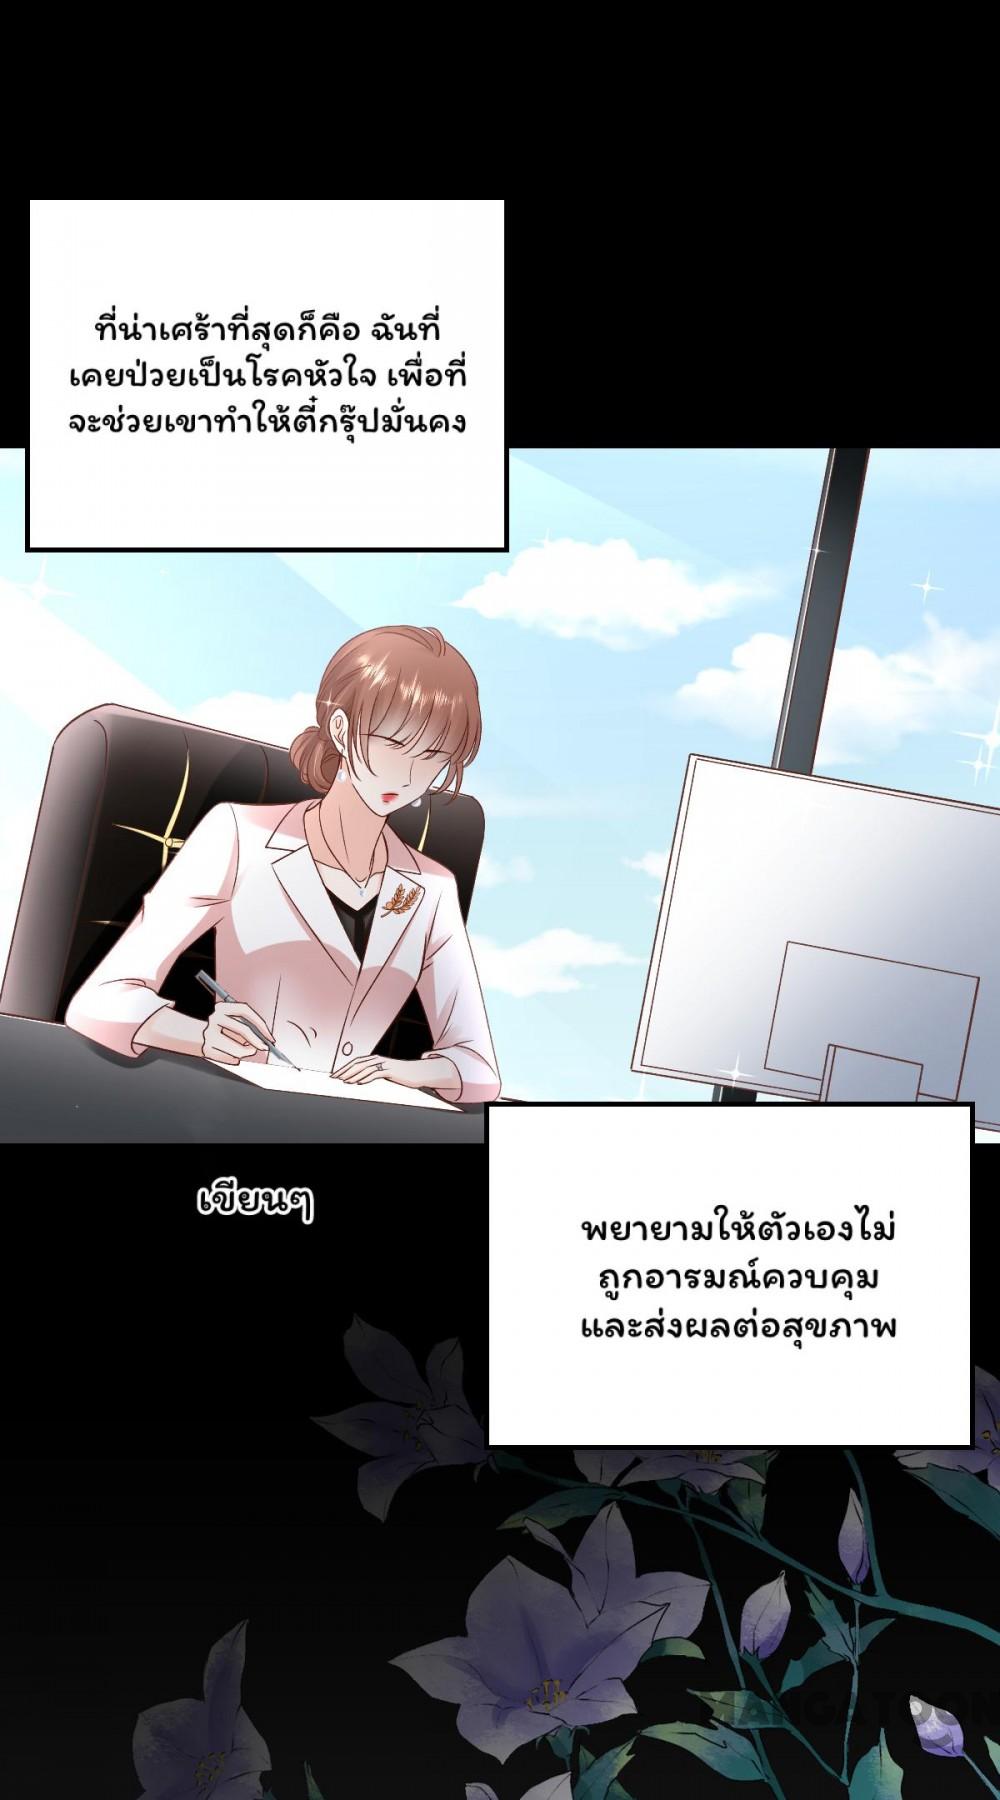 ที่น่าเศร้าที่สุดก็คือ ฉันที่
เคยป่วยเป็นโรคหัวใจ เพื่อที่
จะช่วยเขาทำให้ตี๋กรุ๊ปมั่นคง
เขียนๆ
พยายามให้ตัวเองไม่
ถูกอารมณ์ควบคุม
และส่งผลต่อสุขภาพ
MANGATOON